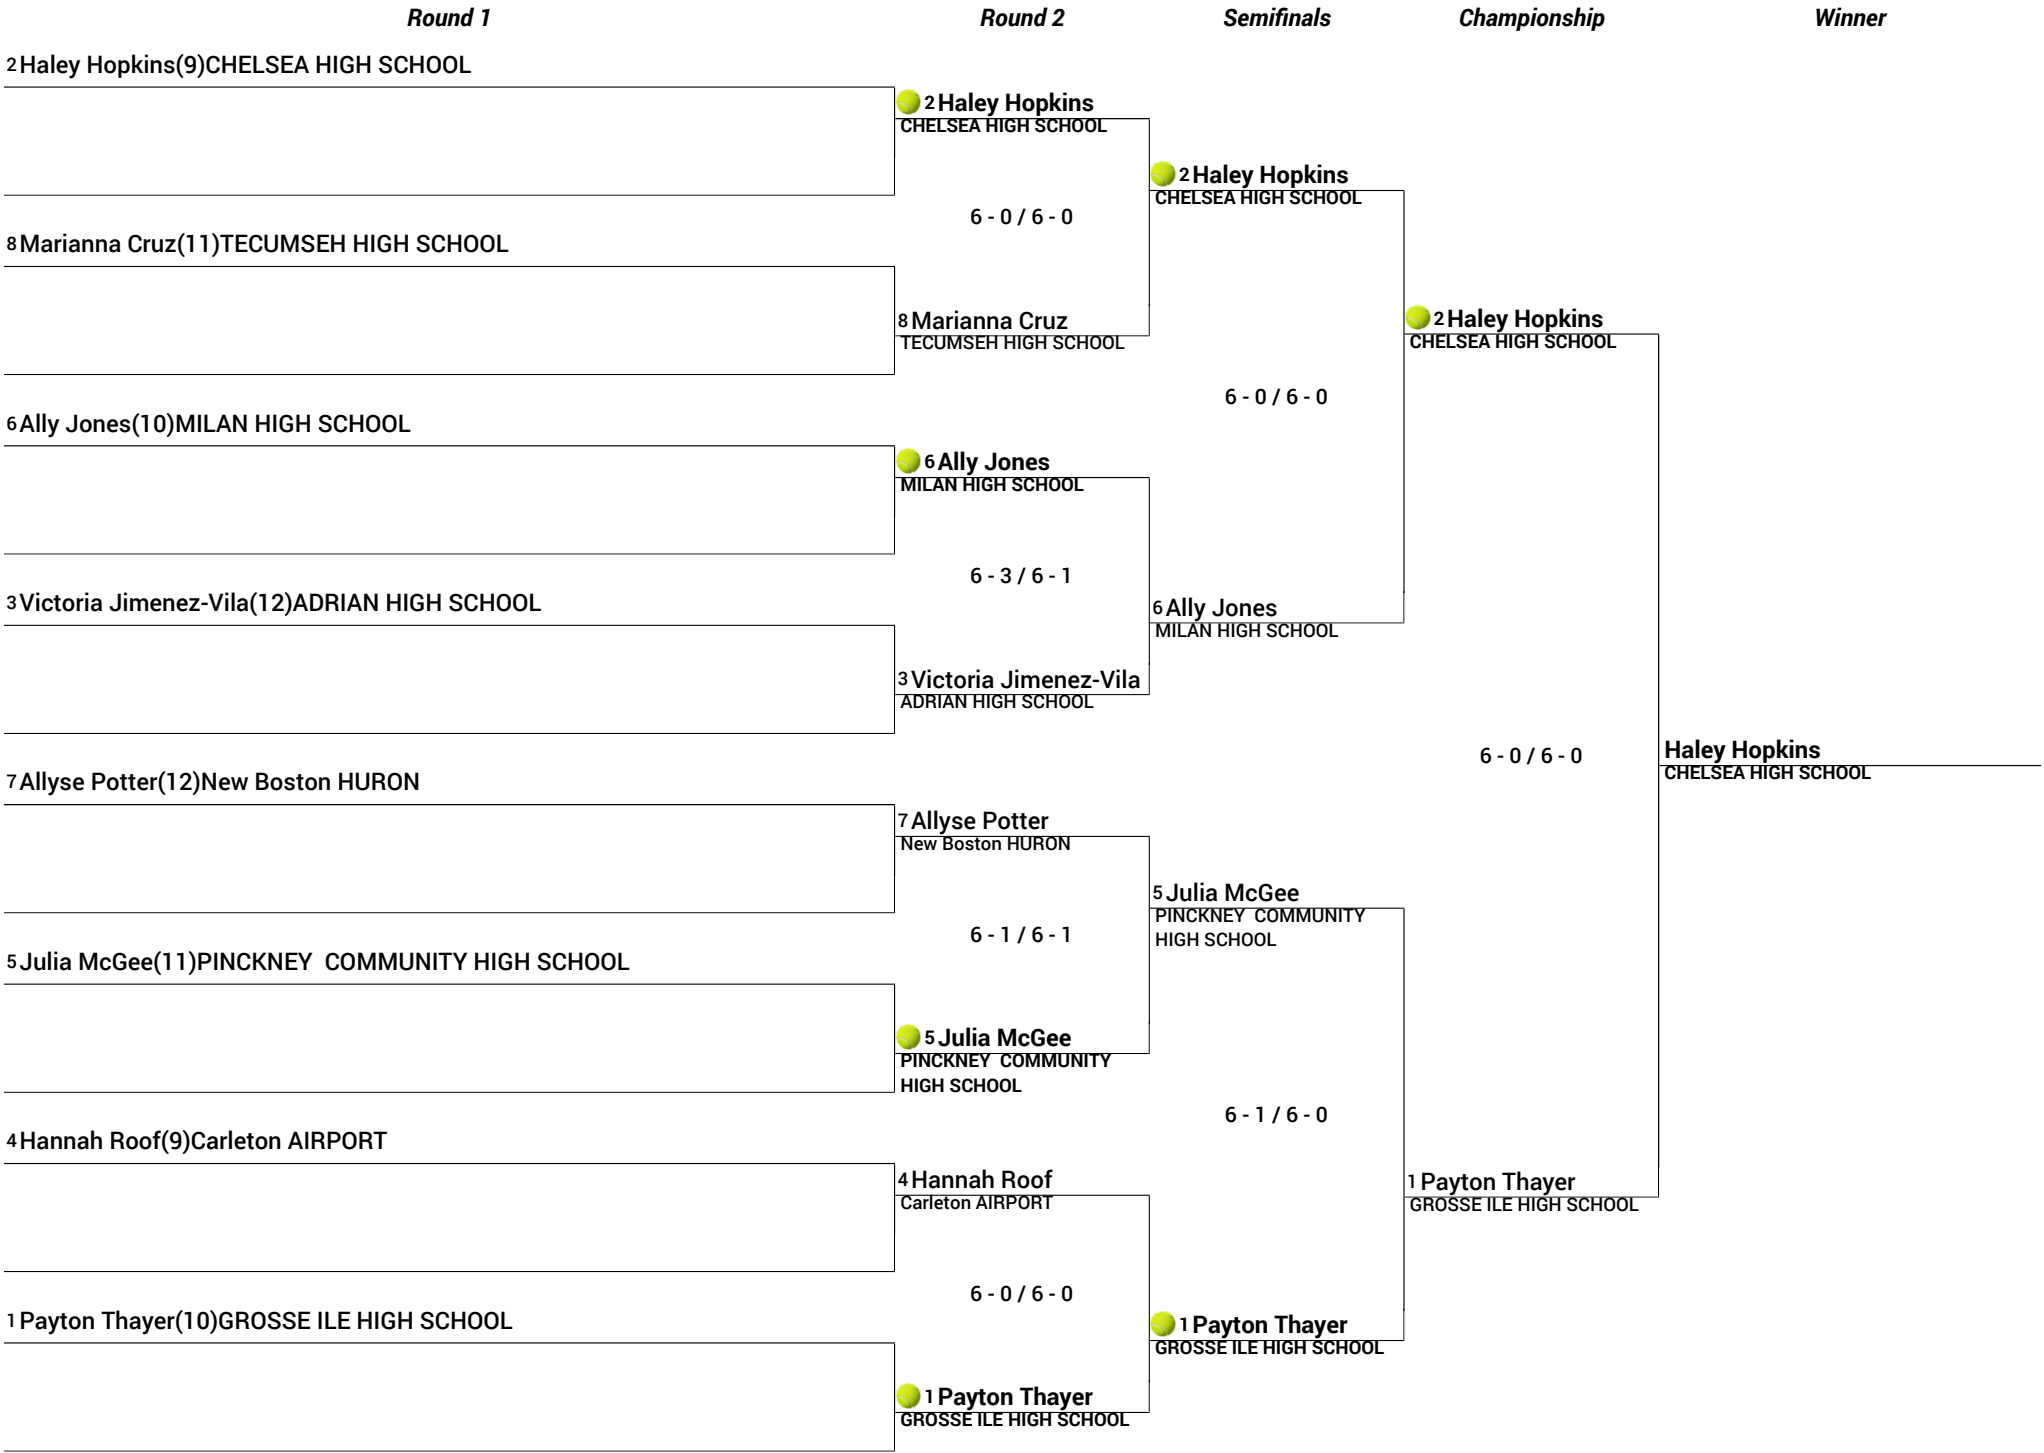 Round 1
Round 2
Semifinals
Championship
Winner
2 Haley Hopkins(9)CHELSEA HIGH SCHOOL
8 Marianna Cruz(11)TECUMSEH HIGH SCHOOL
6 Ally Jones(10)MILAN HIGH SCHOOL
3 Victoria Jimenez-Vila(12)ADRIAN HIGH SCHOOL
7 Allyse Potter(12)New Boston HURON
5 Julia McGee(11)PINCKNEY  COMMUNITY HIGH SCHOOL
4 Hannah Roof(9)Carleton AIRPORT
1 Payton Thayer(10)GROSSE ILE HIGH SCHOOL
2 Haley Hopkins
CHELSEA HIGH SCHOOL
6 - 0 / 6 - 0
8 Marianna Cruz
TECUMSEH HIGH SCHOOL
6 Ally Jones
MILAN HIGH SCHOOL
6 - 3 / 6 - 1
3 Victoria Jimenez-Vila
ADRIAN HIGH SCHOOL
7 Allyse Potter
New Boston HURON
6 - 1 / 6 - 1
5 Julia McGee
PINCKNEY  COMMUNITY
HIGH SCHOOL
4 Hannah Roof
Carleton AIRPORT
6 - 0 / 6 - 0
1 Payton Thayer
GROSSE ILE HIGH SCHOOL
2 Haley Hopkins
CHELSEA HIGH SCHOOL
6 - 0 / 6 - 0
6 Ally Jones
MILAN HIGH SCHOOL
5 Julia McGee
PINCKNEY  COMMUNITY
HIGH SCHOOL
6 - 1 / 6 - 0
1 Payton Thayer
GROSSE ILE HIGH SCHOOL
2 Haley Hopkins
CHELSEA HIGH SCHOOL
6 - 0 / 6 - 0
1 Payton Thayer
GROSSE ILE HIGH SCHOOL
Haley Hopkins
CHELSEA HIGH SCHOOL